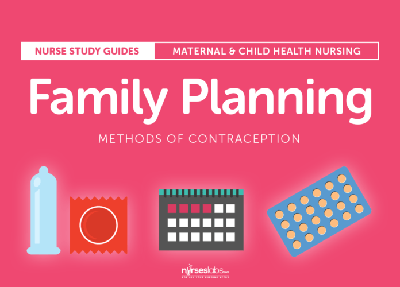 NURSE STUDY GUIDES
MATERNAL & CHILD HEALTH NURSING
Family Planning
METHODS OF CONTRACEPTION
nurseslabs